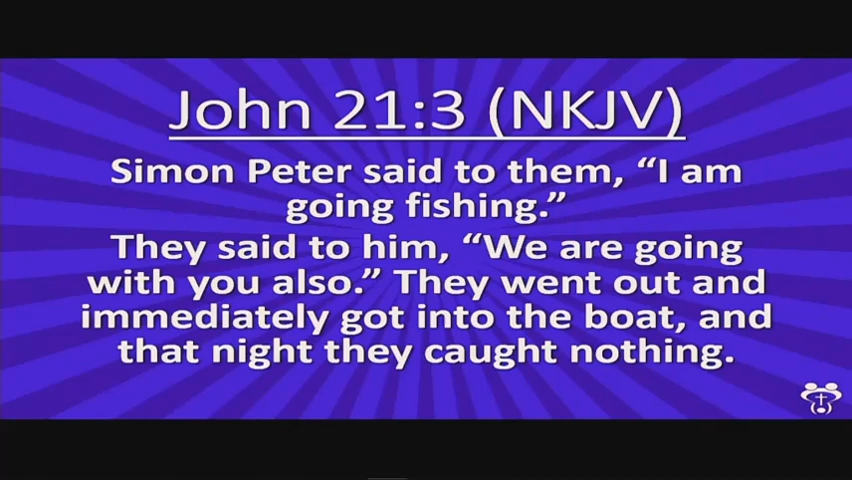 John 21:3 (NKJV)
Simon Peter said to them, “I am
going fishing.”
They said to him, “We are going
with you also.” They went out and
immediately got into the boat, and
that night they caught nothing.